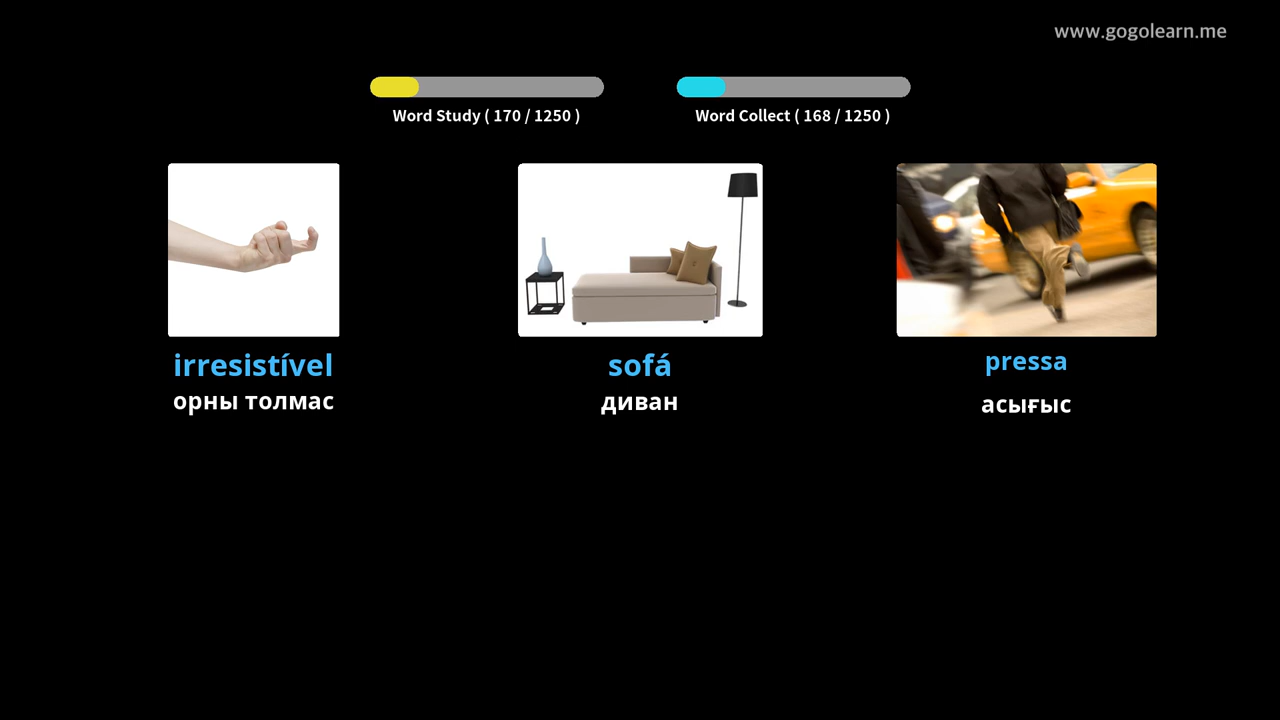 www.gogolearn.me
Word Study ( 170 / 1250 )
Word Collect ( 168 / 1250 )
irresistível
орны толмас
sofá
диван
pressa
асығыс